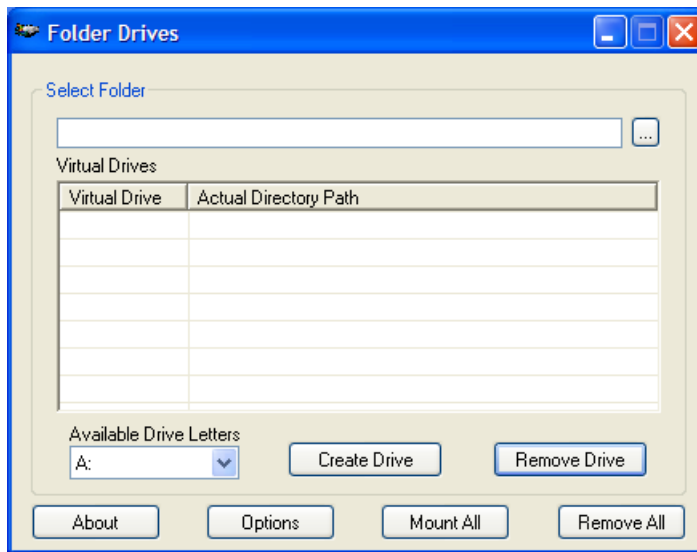 Folder Drives
Select Folder
...
Virtual Drives
Virtual Drive Actual Directory Path
Available Drive Letters
A: Create Drive Remove Drive
About Options Mount All Remove All